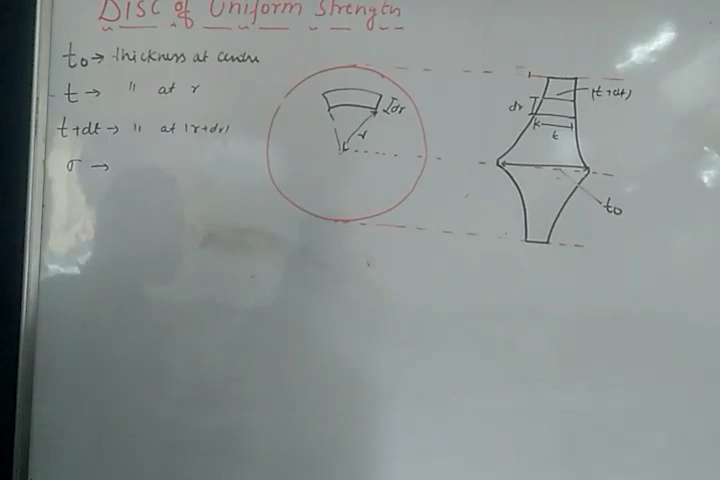 Disc of Uniform Strength
t₀ → thickness at centre
t → " at r
t+dt → " at (r+dr)
σ →
dr
r
dr
(t+dt)
t
t₀